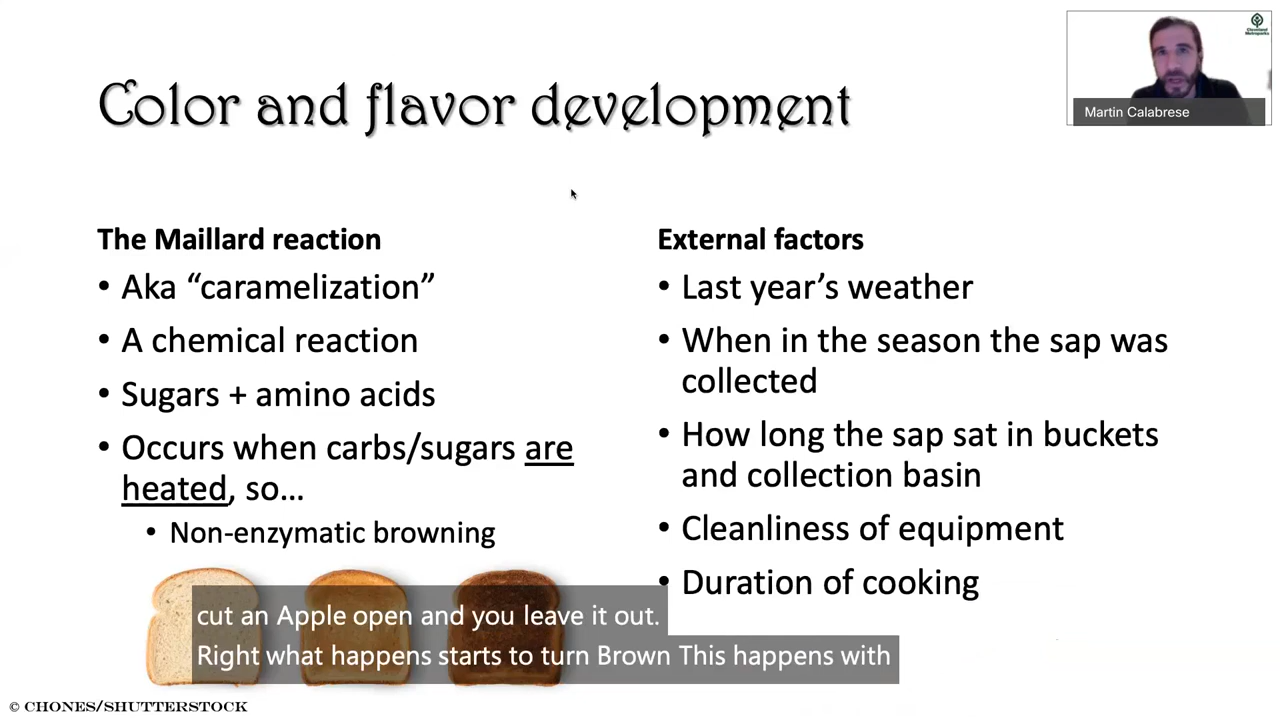 Color and flavor development
Cleveland
Metroparks
Martin Calabrese
The Maillard reaction
• Aka “caramelization”
• A chemical reaction
• Sugars + amino acids
• Occurs when carbs/sugars are
heated, so…
• Non-enzymatic browning
External factors
• Last year’s weather
• When in the season the sap was
collected
• How long the sap sat in buckets
and collection basin
• Cleanliness of equipment
• Duration of cooking
cut an Apple open and you leave it out.
Right what happens starts to turn Brown This happens with
© CHONES/SHUTTERSTOCK